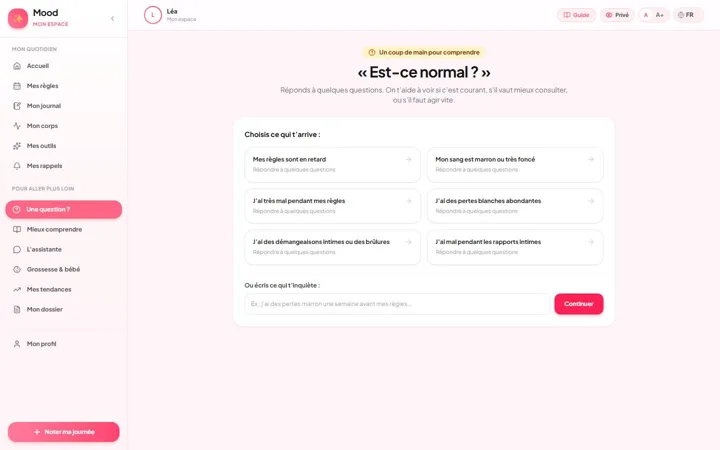 Mood
MON ESPACE
MON QUOTIDIEN
Accueil
Mes règles
Mon journal
Mon corps
Mes outils
Mes rappels
POUR ALLER PLUS LOIN
Une question ?
Mieux comprendre
L'assistante
Grossesse & bébé
Mes tendances
Mon dossier
Mon profil
Noter ma journée
L
Léa
Mon espace
Guide
Privé
A
A+
FR
Un coup de main pour comprendre
« Est-ce normal ? »
Réponds à quelques questions. On t'aide à voir si c'est courant, s'il vaut mieux consulter,
ou s'il faut agir vite.
Choisis ce qui t'arrive :
Mes règles sont en retard
Répondre à quelques questions
Mon sang est marron ou très foncé
Répondre à quelques questions
J'ai très mal pendant mes règles
Répondre à quelques questions
J'ai des pertes blanches abondantes
Répondre à quelques questions
J'ai des démangeaisons intimes ou des brûlures
Répondre à quelques questions
J'ai mal pendant les rapports intimes
Répondre à quelques questions
Ou écris ce qui t'inquiète :
Ex : j'ai des pertes marron une semaine avant mes règles…
Continuer